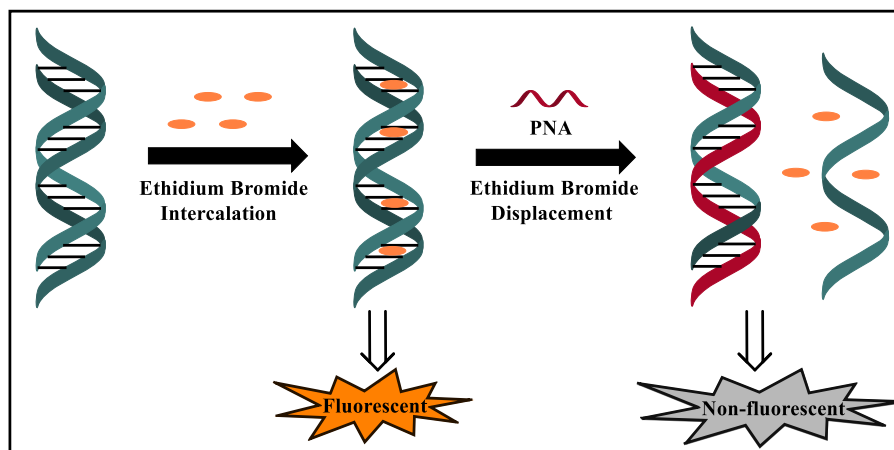 Ethidium Bromide
Intercalation
PNA
Ethidium Bromide
Displacement
Fluorescent
Non-fluorescent